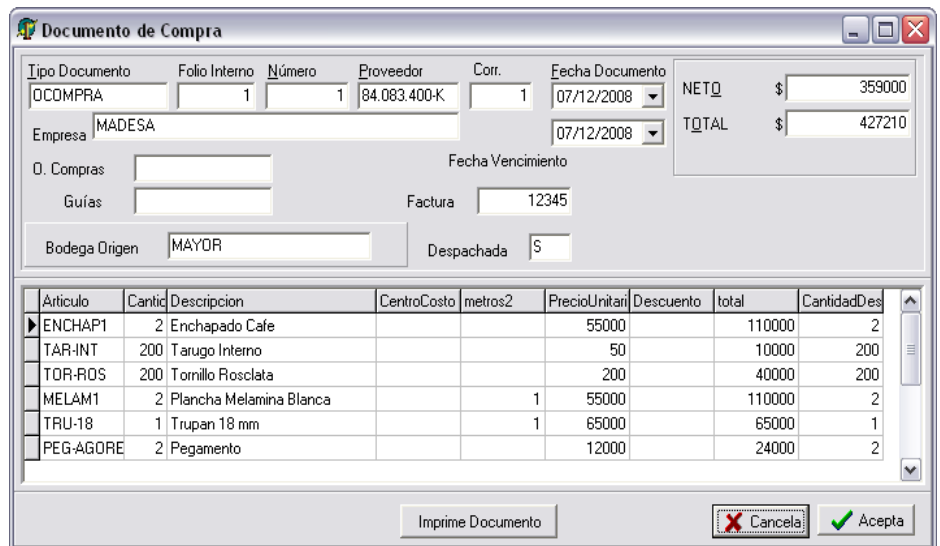 Documento de Compra
Tipo Documento Folio Interno Número Proveedor Corr. Fecha Documento
OCOMPRA 1 1 84.083.400-K 1 07/12/2008 NETO $ 359000
Empresa MADESA 07/12/2008 TOTAL $ 427210
O. Compras Fecha Vencimiento
Guías Factura 12345
Bodega Origen MAYOR Despachada S
Articulo Cantid Descripcion CentroCosto metros2 PrecioUnitari Descuento total CantidadDes
ENCHAP1 2 Enchapado Cafe 55000 110000 2
TAR-INT 200 Tarugo Interno 50 10000 200
TOR-ROS 200 Tornillo Rosclata 200 40000 200
MELAM1 2 Plancha Melamina Blanca 1 55000 110000 2
TRU-18 1 Trupan 18 mm 1 65000 65000 1
PEG-AGORE 2 Pegamento 12000 24000 2
Imprime Documento Cancela Acepta